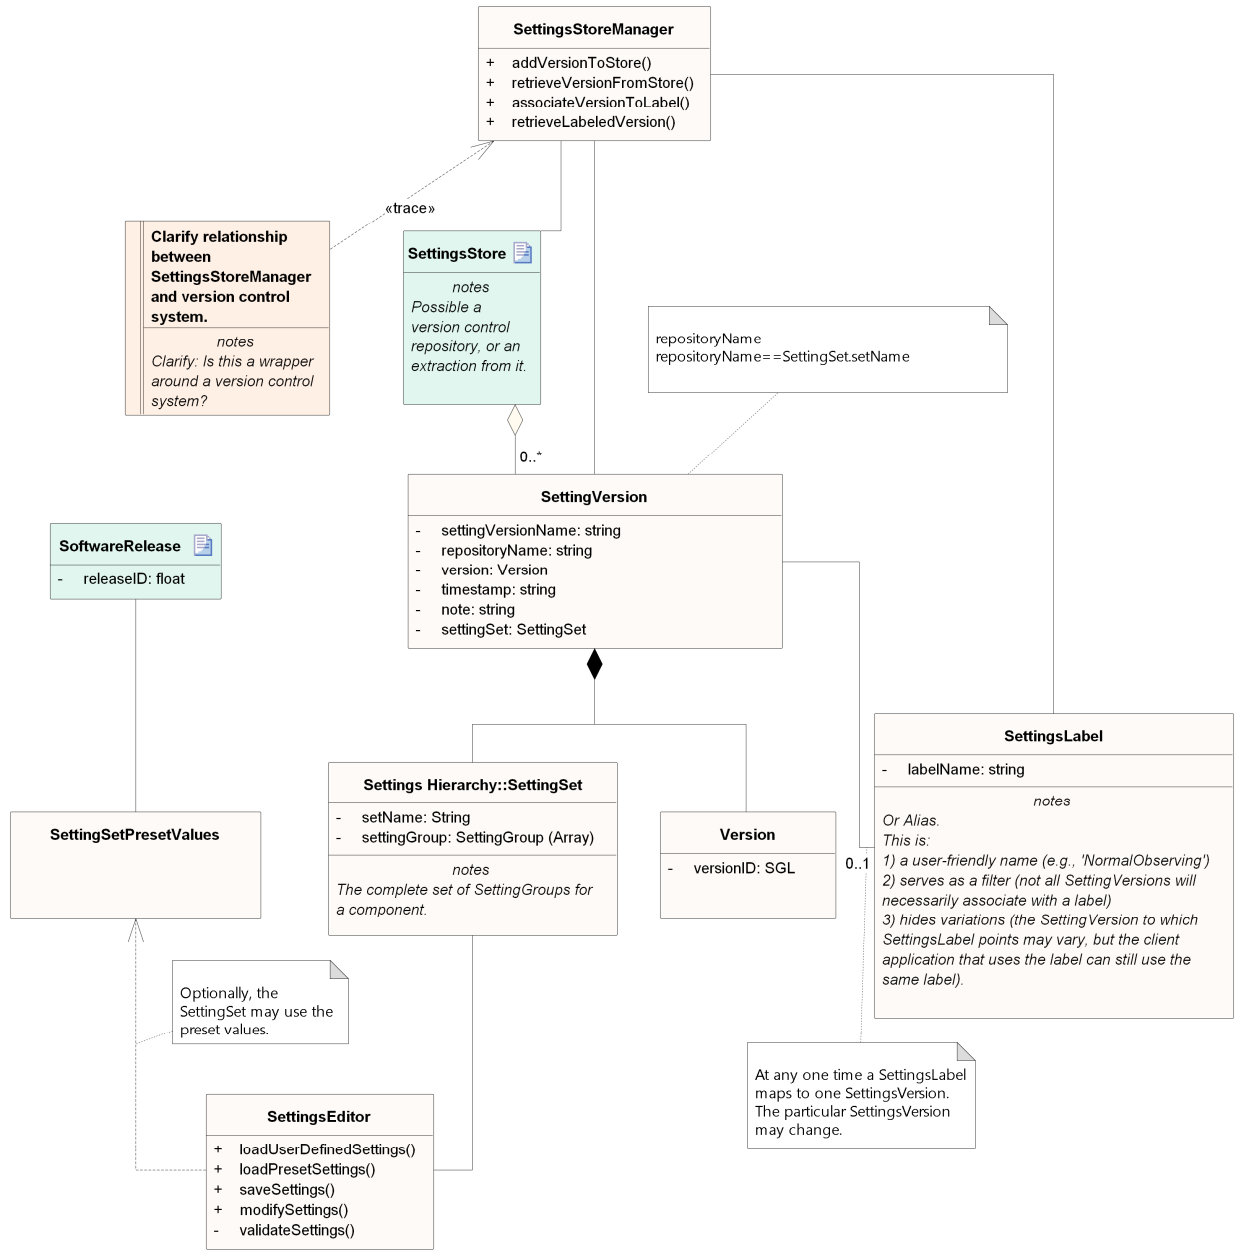 SettingsStoreManager
+ addVersionToStore()
+ retrieveVersionFromStore()
+ associateVersionToLabel()
+ retrieveLabeledVersion()
«trace»
Clarify relationship
between
SettingsStoreManager
and version control
system.
notes
Clarify: Is this a wrapper
around a version control
system?
SettingsStore
notes
Possible a
version control
repository, or an
extraction from it.
repositoryName
repositoryName==SettingSet.setName
0..*
SettingVersion
- settingVersionName: string
- repositoryName: string
- version: Version
- timestamp: string
- note: string
- settingSet: SettingSet
SoftwareRelease
- releaseID: float
SettingsLabel
- labelName: string
notes
Or Alias.
This is:
1) a user-friendly name (e.g., 'NormalObserving')
2) serves as a filter (not all SettingVersions will
necessarily associate with a label)
3) hides variations (the SettingVersion to which
SettingsLabel points may vary, but the client
application that uses the label can still use the
same label).
0..1
Settings Hierarchy::SettingSet
- setName: String
- settingGroup: SettingGroup (Array)
notes
The complete set of SettingGroups for
a component.
Version
- versionID: SGL
SettingSetPresetValues
Optionally, the
SettingSet may use the
preset values.
At any one time a SettingsLabel
maps to one SettingsVersion.
The particular SettingsVersion
may change.
SettingsEditor
+ loadUserDefinedSettings()
+ loadPresetSettings()
+ saveSettings()
+ modifySettings()
- validateSettings()